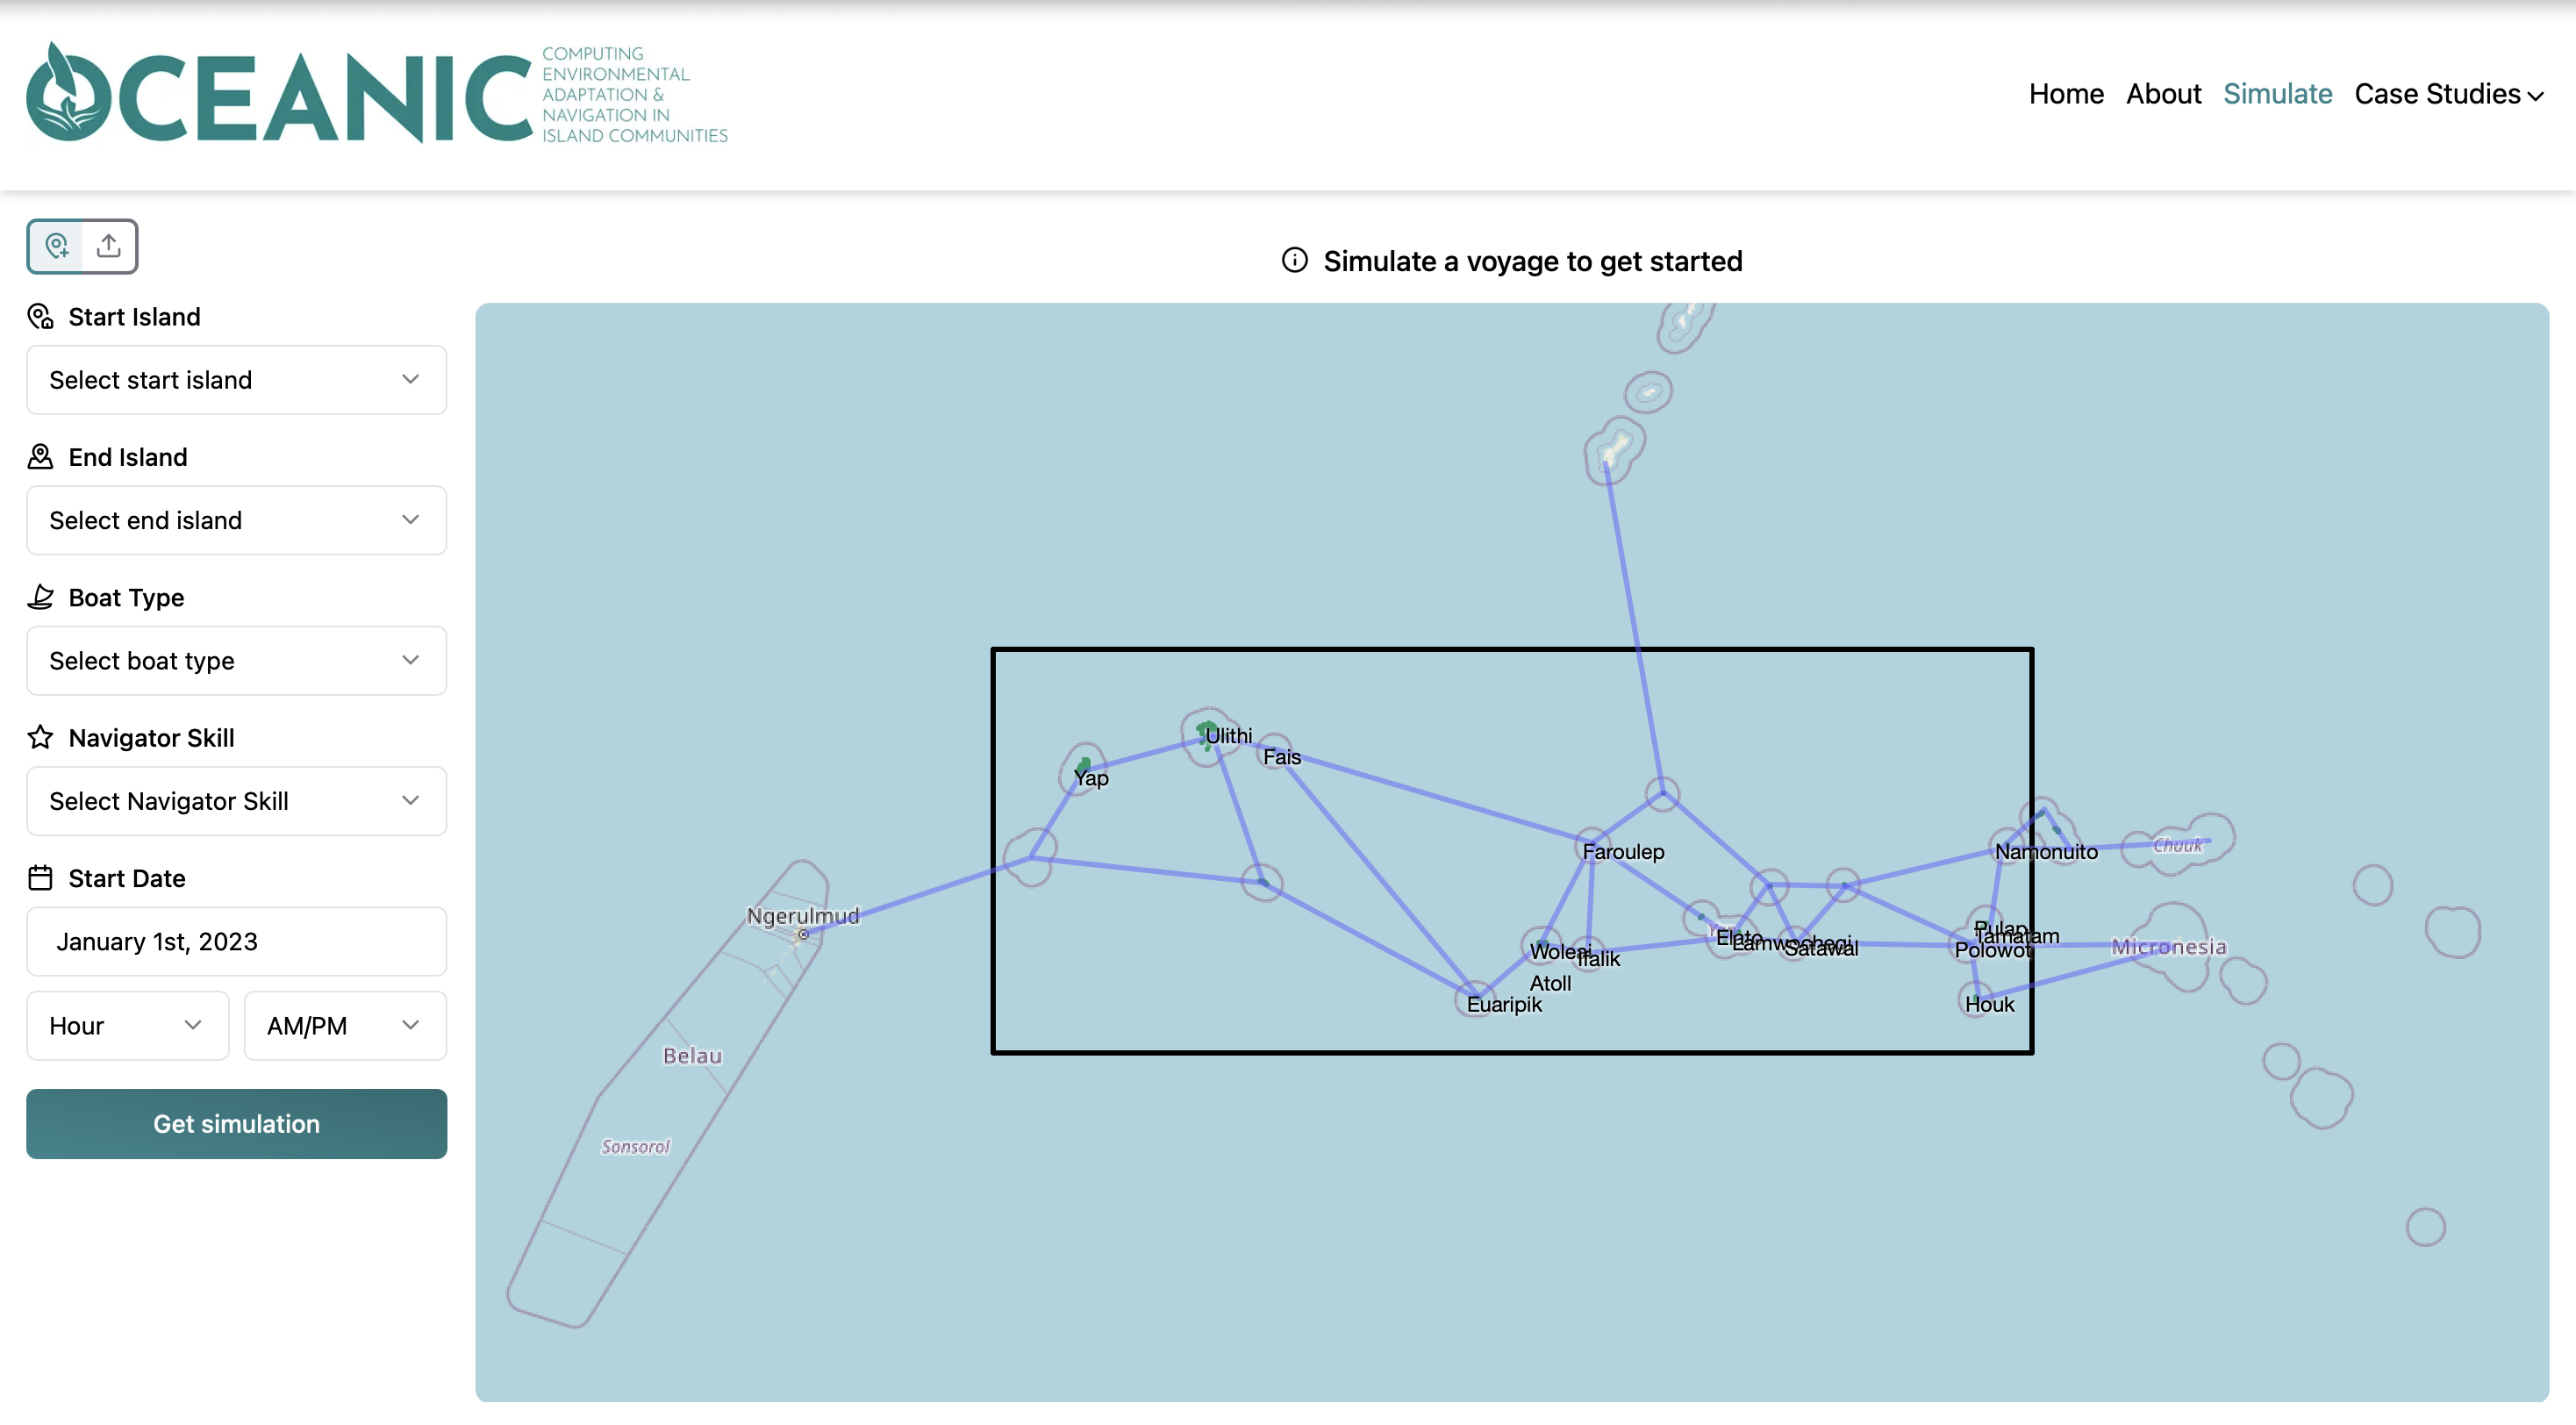 OCEANIC
COMPUTING
ENVIRONMENTAL
ADAPTATION &
NAVIGATION IN
ISLAND COMMUNITIES
Home About Simulate Case Studies
Simulate a voyage to get started
Start Island
Select start island
End Island
Select end island
Boat Type
Select boat type
Navigator Skill
Select Navigator Skill
Start Date
January 1st, 2023
Hour AM/PM
Get simulation
Ulithi
Fais
Yap
Faroulep
Namonuito
Chuuk
Ngerulmud
Pulap
Tamatam
Elato
Satawal
Polowot
Micronesia
Ifalik
Atoll
Euaripik
Houk
Belau
Sonsorol